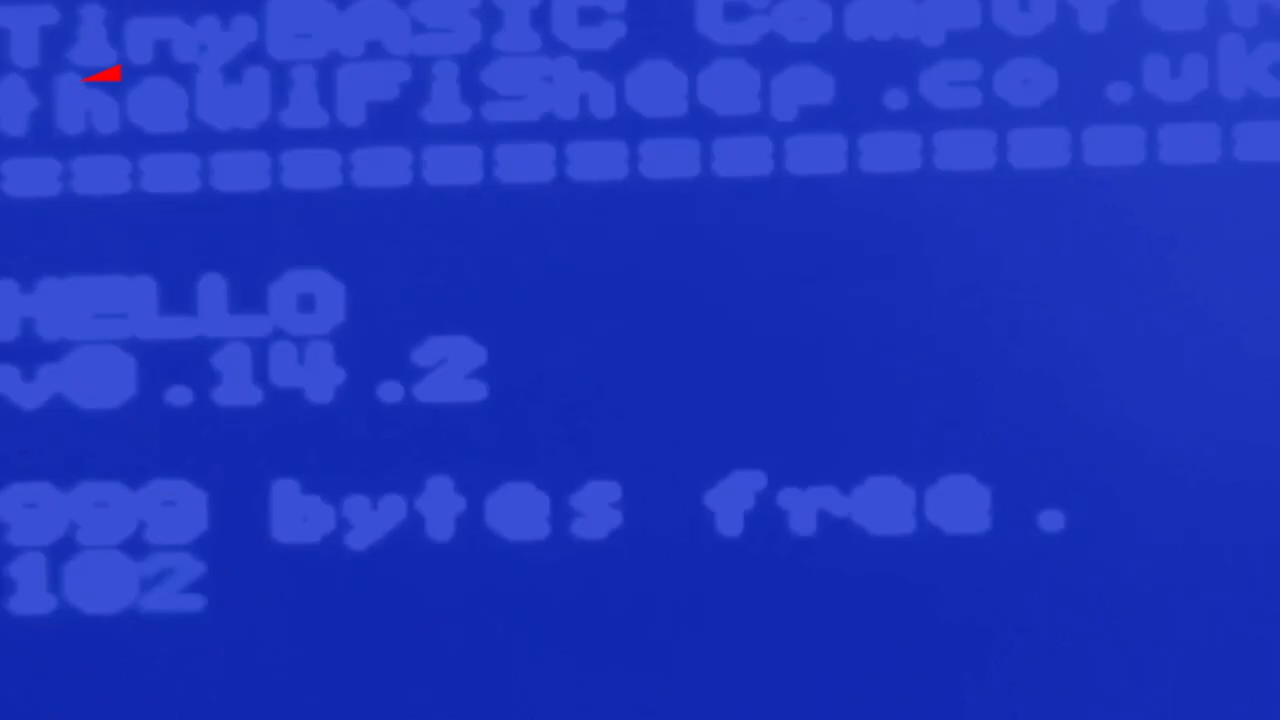 TinyBASIC Computer
theWiFiSheep.co.uk
==================
HELLO
v0.14.2
999 bytes free.
102